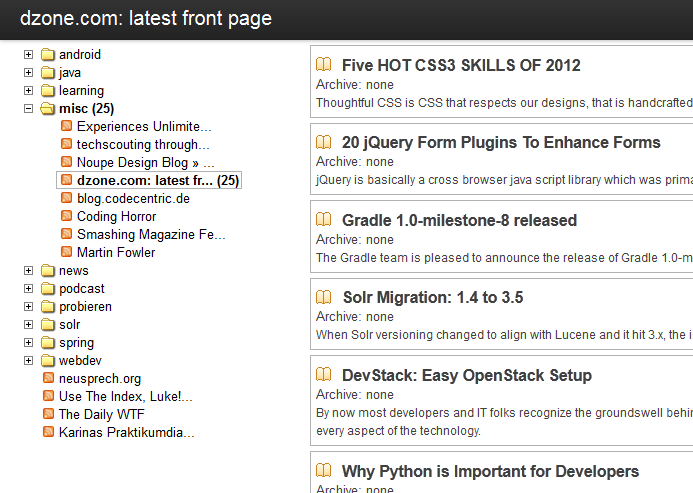 dzone.com: latest front page
android
java
learning
misc (25)
Experiences Unlimite...
techscouting through...
Noupe Design Blog » ...
dzone.com: latest fr... (25)
blog.codecentric.de
Coding Horror
Smashing Magazine Fe...
Martin Fowler
news
podcast
probieren
solr
spring
webdev
neusprech.org
Use The Index, Luke!...
The Daily WTF
Karinas Praktikumdia...
Five HOT CSS3 SKILLS OF 2012
Archive: none
Thoughtful CSS is CSS that respects our designs, that is handcrafted
20 jQuery Form Plugins To Enhance Forms
Archive: none
jQuery is basically a cross browser java script library which was prima
Gradle 1.0-milestone-8 released
Archive: none
The Gradle team is pleased to announce the release of Gradle 1.0-m
Solr Migration: 1.4 to 3.5
Archive: none
When Solr versioning changed to align with Lucene and it hit 3.x, the i
DevStack: Easy OpenStack Setup
Archive: none
By now most developers and IT folks recognize the groundswell behin
every aspect of the technology.
Why Python is Important for Developers
Archive: none